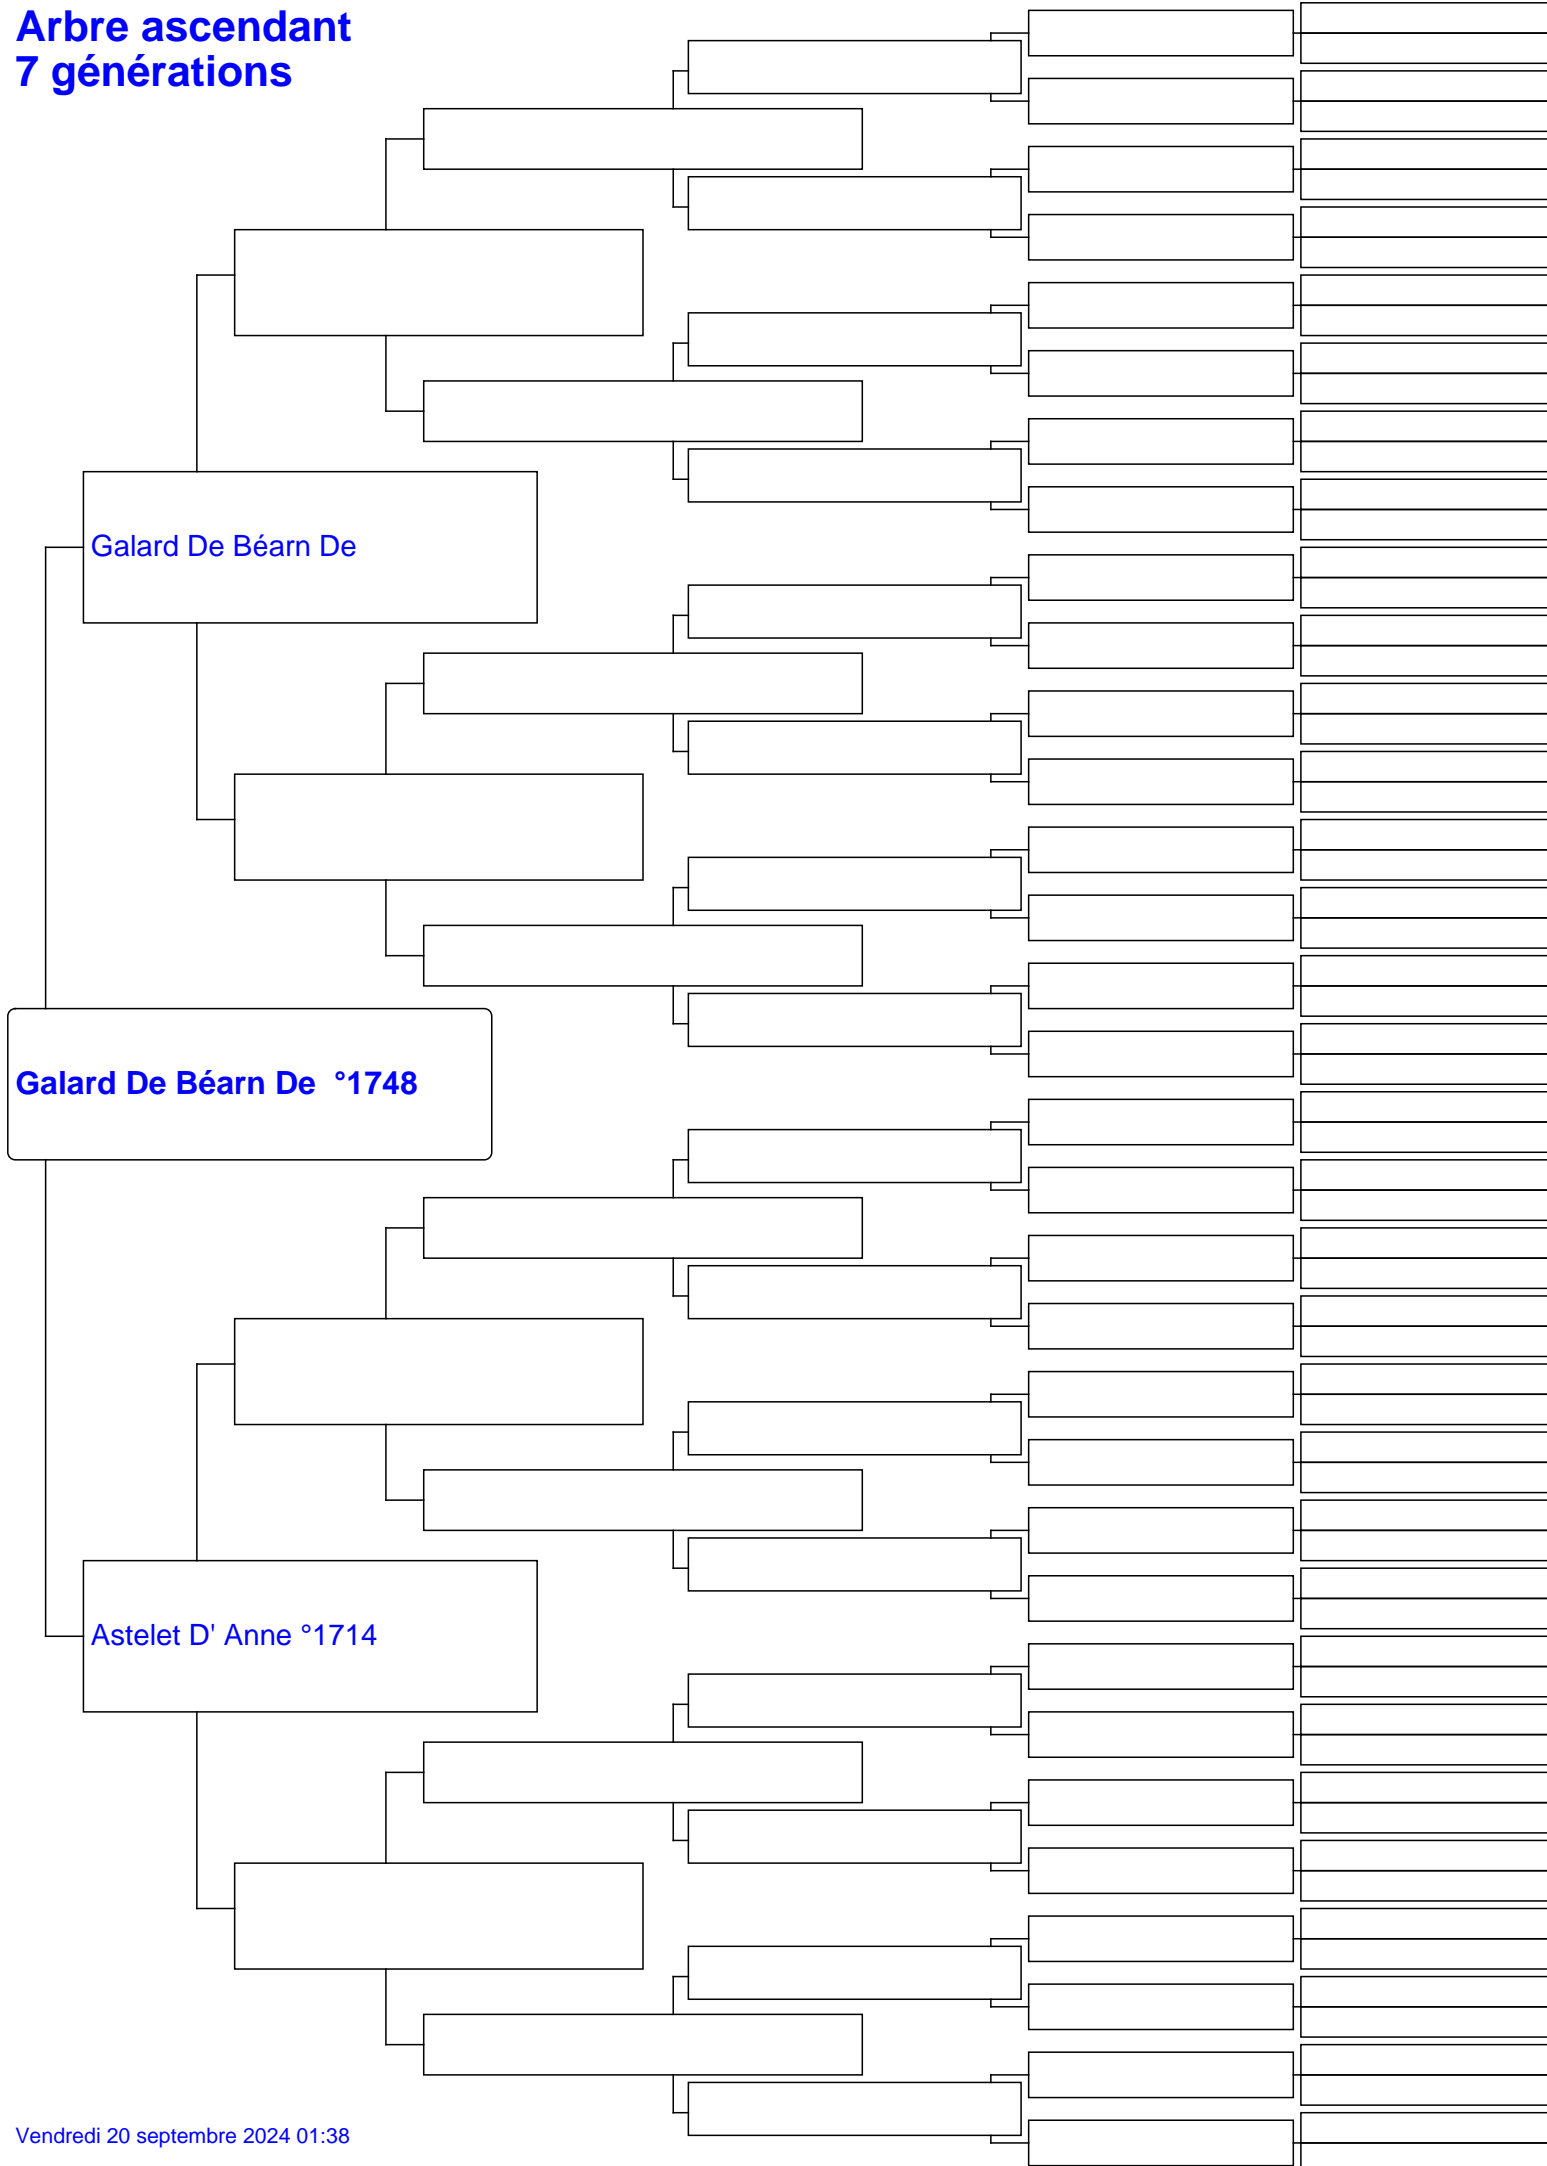 Arbre ascendant
7 générations
Galard De Béarn De
Galard De Béarn De  °1748
Astelet D' Anne °1714
Vendredi 20 septembre 2024 01:38